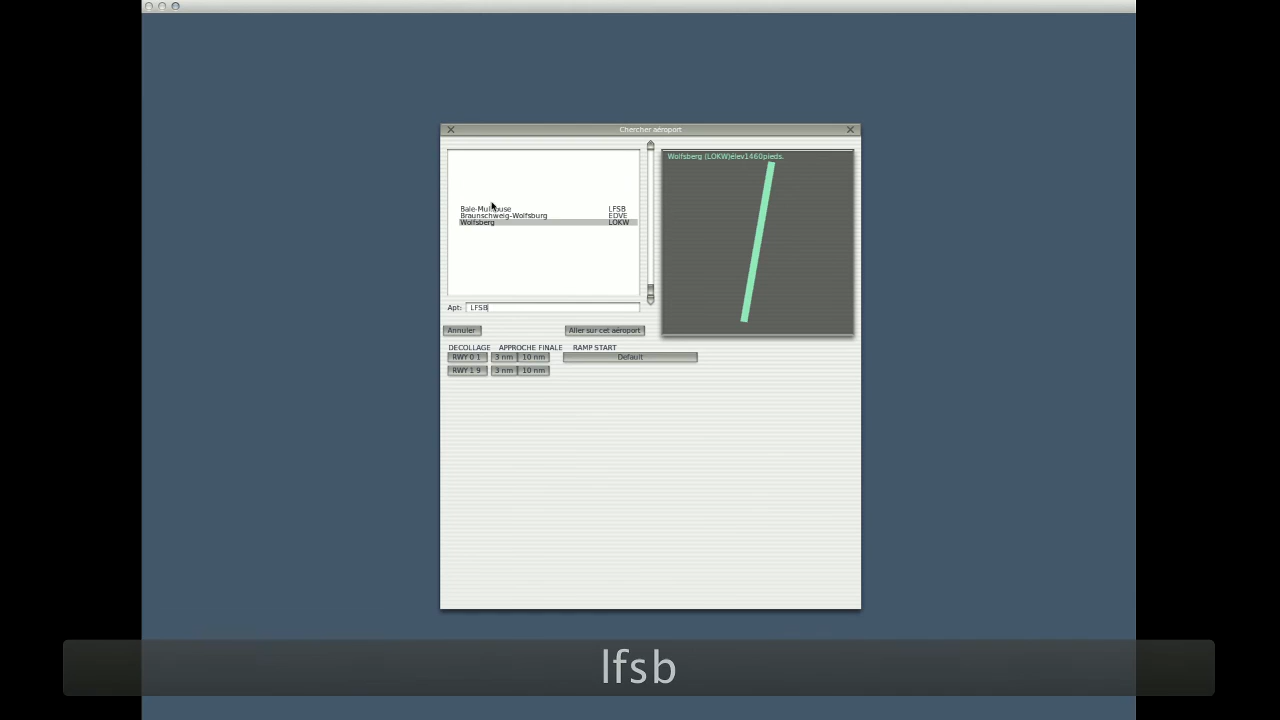 Chercher aéroport
Wolfsberg (LOKW)élev1460pieds.
Bale-Mulhouse LFSB
Braunschweig-Wolfsburg EDVE
Wolfsberg LOKW
Apt: LFSB
Annuler Aller sur cet aéroport
DECOLLAGE APPROCHE FINALE RAMP START
RWY 0 1 3 nm 10 nm Default
RWY 1 9 3 nm 10 nm
lfsb